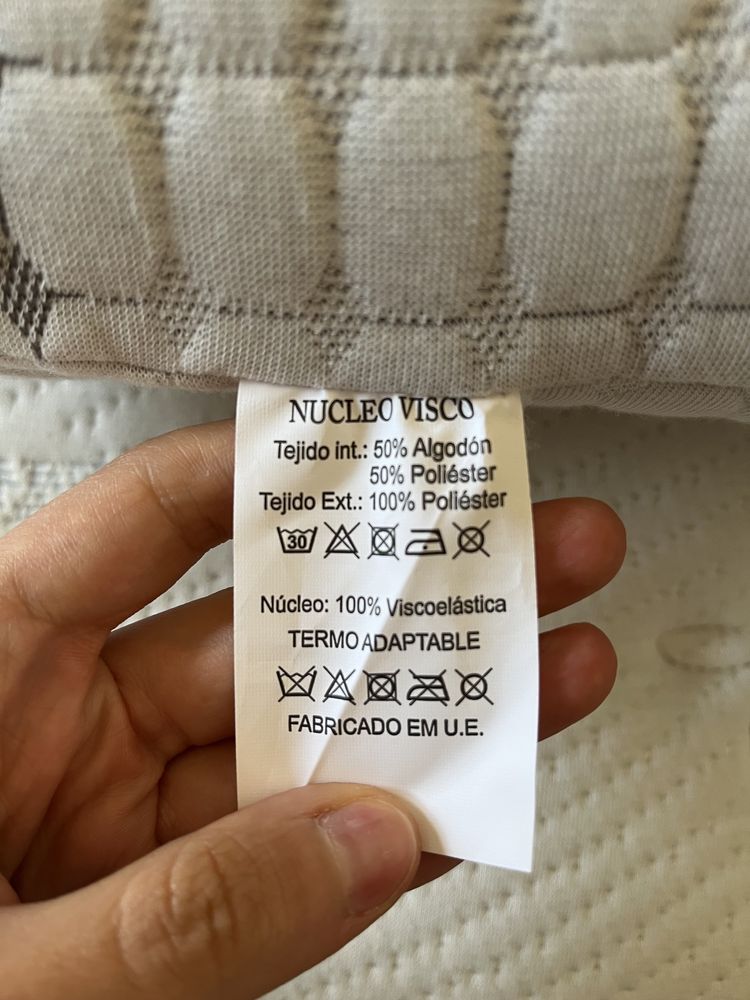 NUCLEO VISCO
Tejido int.: 50% Algodón
50% Poliéster
Tejido Ext.: 100% Poliéster
30
Núcleo: 100% Viscoelástica
TERMO ADAPTABLE
FABRICADO EM U.E.